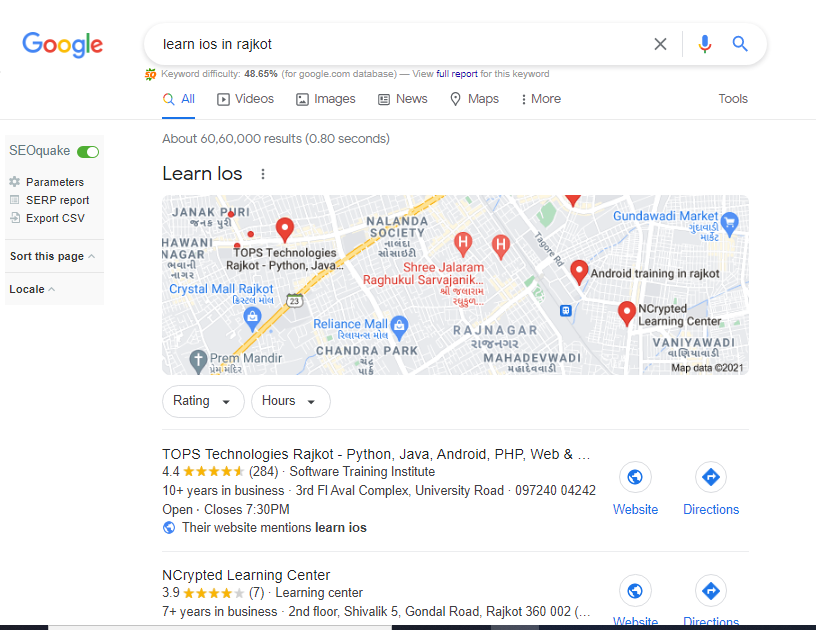 Google
learn ios in rajkot
Keyword difficulty: 48.65% (for google.com database) — View full report for this keyword
All
Videos
Images
News
Maps
More
Tools
SEOquake
Parameters
SERP report
Export CSV
Sort this page
Locale
About 60,60,000 results (0.80 seconds)
Learn Ios
JANAK PURI
જનક પુરી
HAWANI
NAGAR
ભવાની
નાગર
TOPS Technologies
Rajkot - Python, Java...
NALANDA
SOCIETY
નાલંદા
સોસાઇટી
Shree Jalaram
Raghukul Sarvajanik...
શ્રી જલારામ
રઘુકુળ...
Tagore Rd
Gundawadi Market
ગુંદાવાડી
માર્કેટ
Android training in rajkot
Crystal Mall Rajkot
ક્રિસ્ટલ મોલ
23
Reliance Mall
રિલાયન્સ મોલ
NCrypted
Learning Center
RAJNAGAR
રાજનગર
VANIYAWADI
વાણિયાવાડી
Prem Mandir
પ્રેમ મંદિર
CHANDRA PARK
ચંદ્ર
પાર્ક
MAHADEVWADI
મહાદેવવાડી
Map data ©2021
Rating
Hours
TOPS Technologies Rajkot - Python, Java, Android, PHP, Web & ...
4.4 (284) · Software Training Institute
10+ years in business · 3rd Fl Aval Complex, University Road · 097240 04242
Open · Closes 7:30PM
Their website mentions learn ios
Website
Directions
NCrypted Learning Center
3.9 (7) · Learning center
7+ years in business · 2nd floor, Shivalik 5, Gondal Road, Rajkot 360 002 (...
Website
Directions